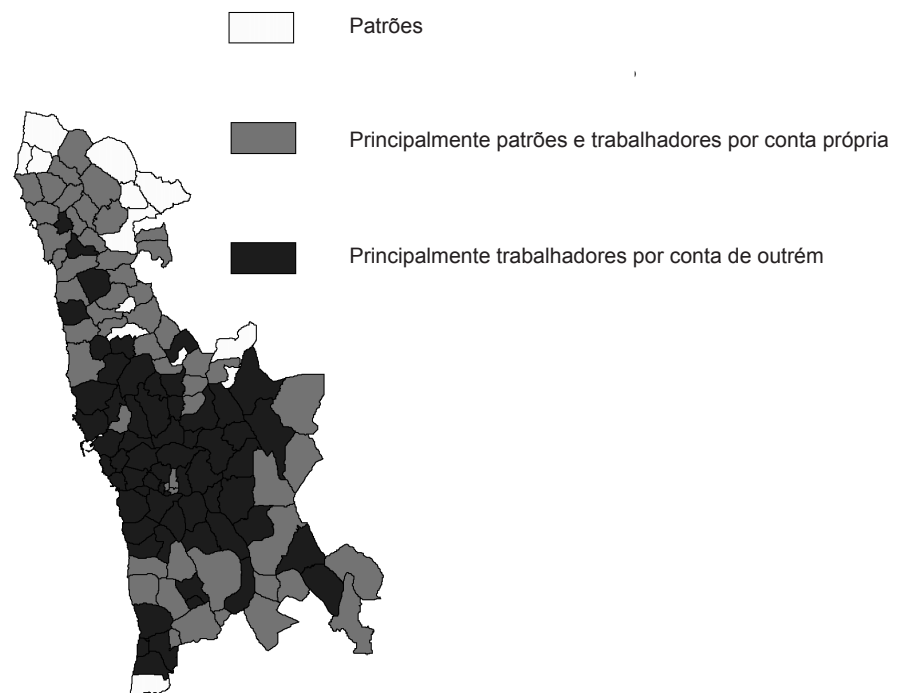 Patrões
Principalmente patrões e trabalhadores por conta própria
Principalmente trabalhadores por conta de outrém